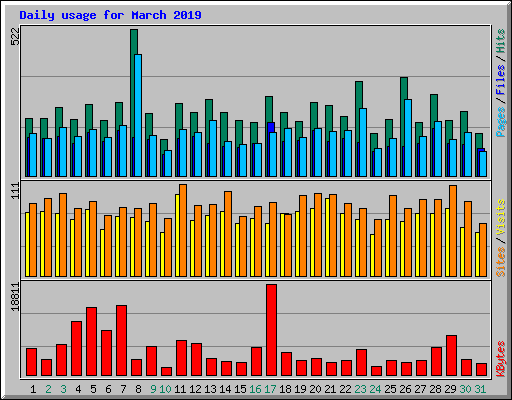 Daily usage for March 2019
522
Pages / Files / Hits
111
Sites / Visits
18811
KBytes
1 2 3 4 5 6 7 8 9 10 11 12 13 14 15 16 17 18 19 20 21 22 23 24 25 26 27 28 29 30 31